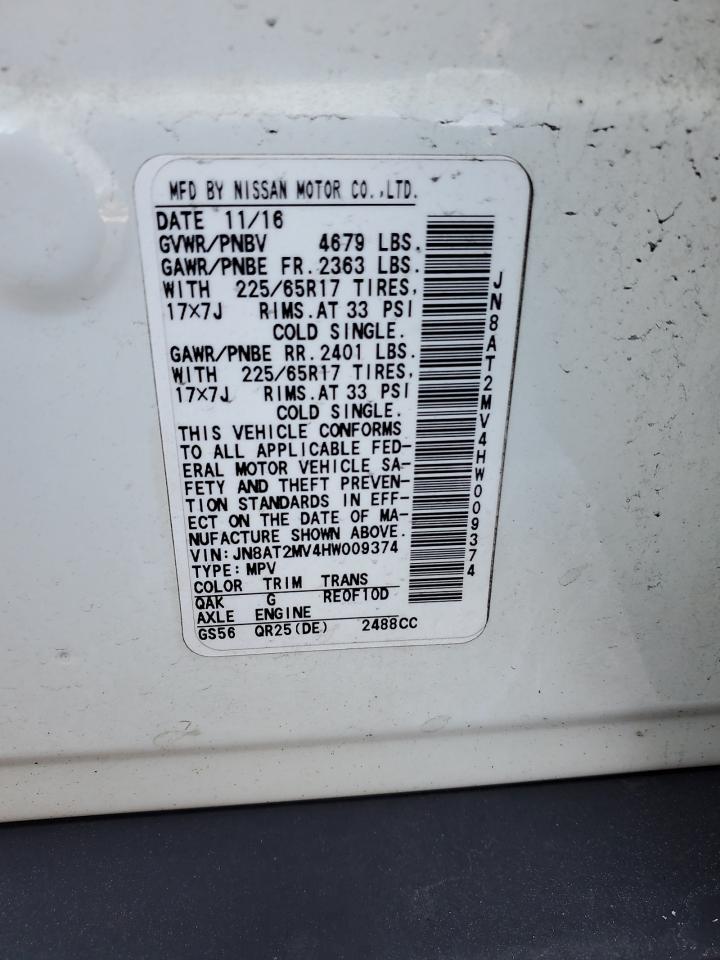 MFD BY NISSAN MOTOR CO.,LTD.
DATE 11/16
GVWR/PNBV 4679 LBS.
GAWR/PNBE FR. 2363 LBS.
WITH 225/65R17 TIRES,
17×7J RIMS.AT 33 PSI
COLD SINGLE.
GAWR/PNBE RR. 2401 LBS.
WITH 225/65R17 TIRES,
17×7J RIMS.AT 33 PSI
COLD SINGLE.
THIS VEHICLE CONFORMS
TO ALL APPLICABLE FED-
ERAL MOTOR VEHICLE SA-
FETY AND THEFT PREVEN-
TION STANDARDS IN EFF-
ECT ON THE DATE OF MA-
NUFACTURE SHOWN ABOVE.
VIN:JN8AT2MV4HW009374
TYPE:MPV
COLOR TRIM TRANS
QAK G RE0F10D
AXLE ENGINE
GS56 QR25(DE) 2488CC
JN8AT2MV4HW009374